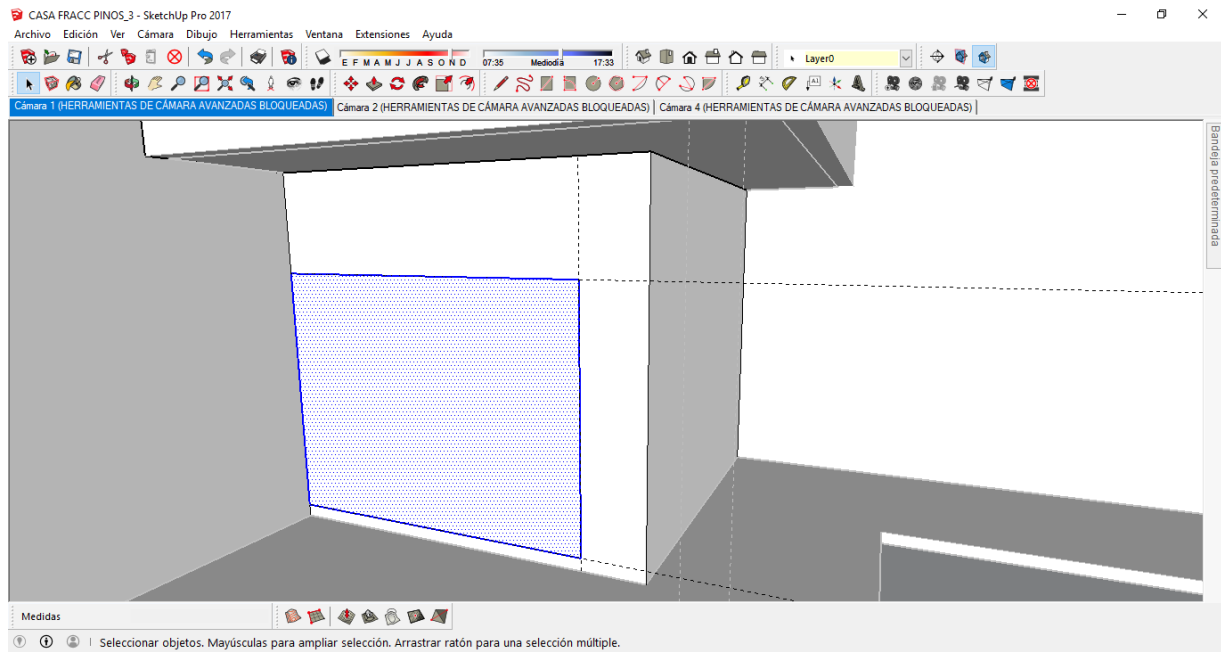 CASA FRACC PINOS_3 - SketchUp Pro 2017
Archivo Edición Ver Cámara Dibujo Herramientas Ventana Extensiones Ayuda
E F M A M J J A S O N D 07:35 Mediodía 17:33 Layer0
Cámara 1 (HERRAMIENTAS DE CÁMARA AVANZADAS BLOQUEADAS) Cámara 2 (HERRAMIENTAS DE CÁMARA AVANZADAS BLOQUEADAS) Cámara 4 (HERRAMIENTAS DE CÁMARA AVANZADAS BLOQUEADAS)
Bandeja predeterminada
Medidas
Seleccionar objetos. Mayúsculas para ampliar selección. Arrastrar ratón para una selección múltiple.